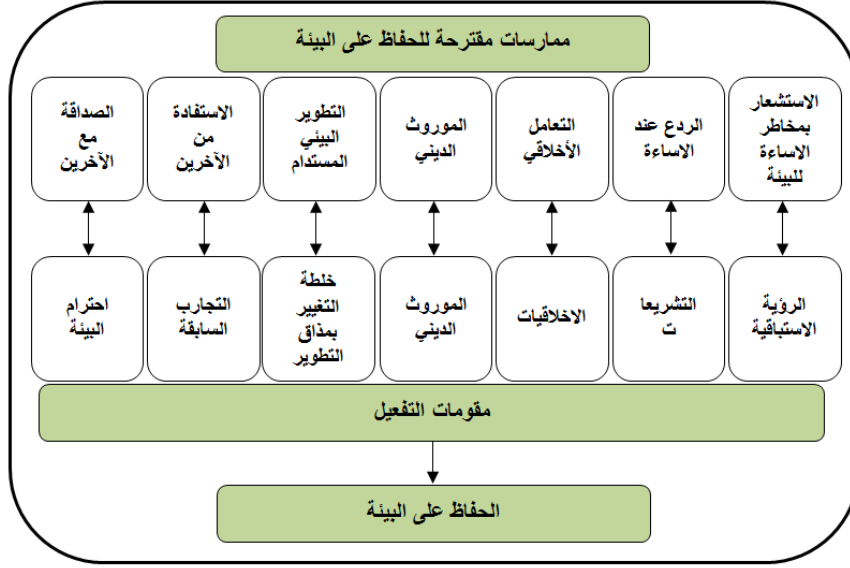 ممارسات مقترحة للحفاظ على البيئة
الاستشعار
بمخاطر
الاساءة
للبيئة
الردع عند
الاساءة
التعامل
الأخلاقي
الموروث
الديني
التطوير
البيئي
المستدام
الاستفادة
من
الآخرين
الصداقة
مع
الآخرين
الرؤية
الاستباقية
التشريعا
ت
الاخلاقيات
الموروث
الديني
خلطة
التغيير
بمذاق
التطوير
التجارب
السابقة
احترام
البيئة
مقومات التفعيل
الحفاظ على البيئة